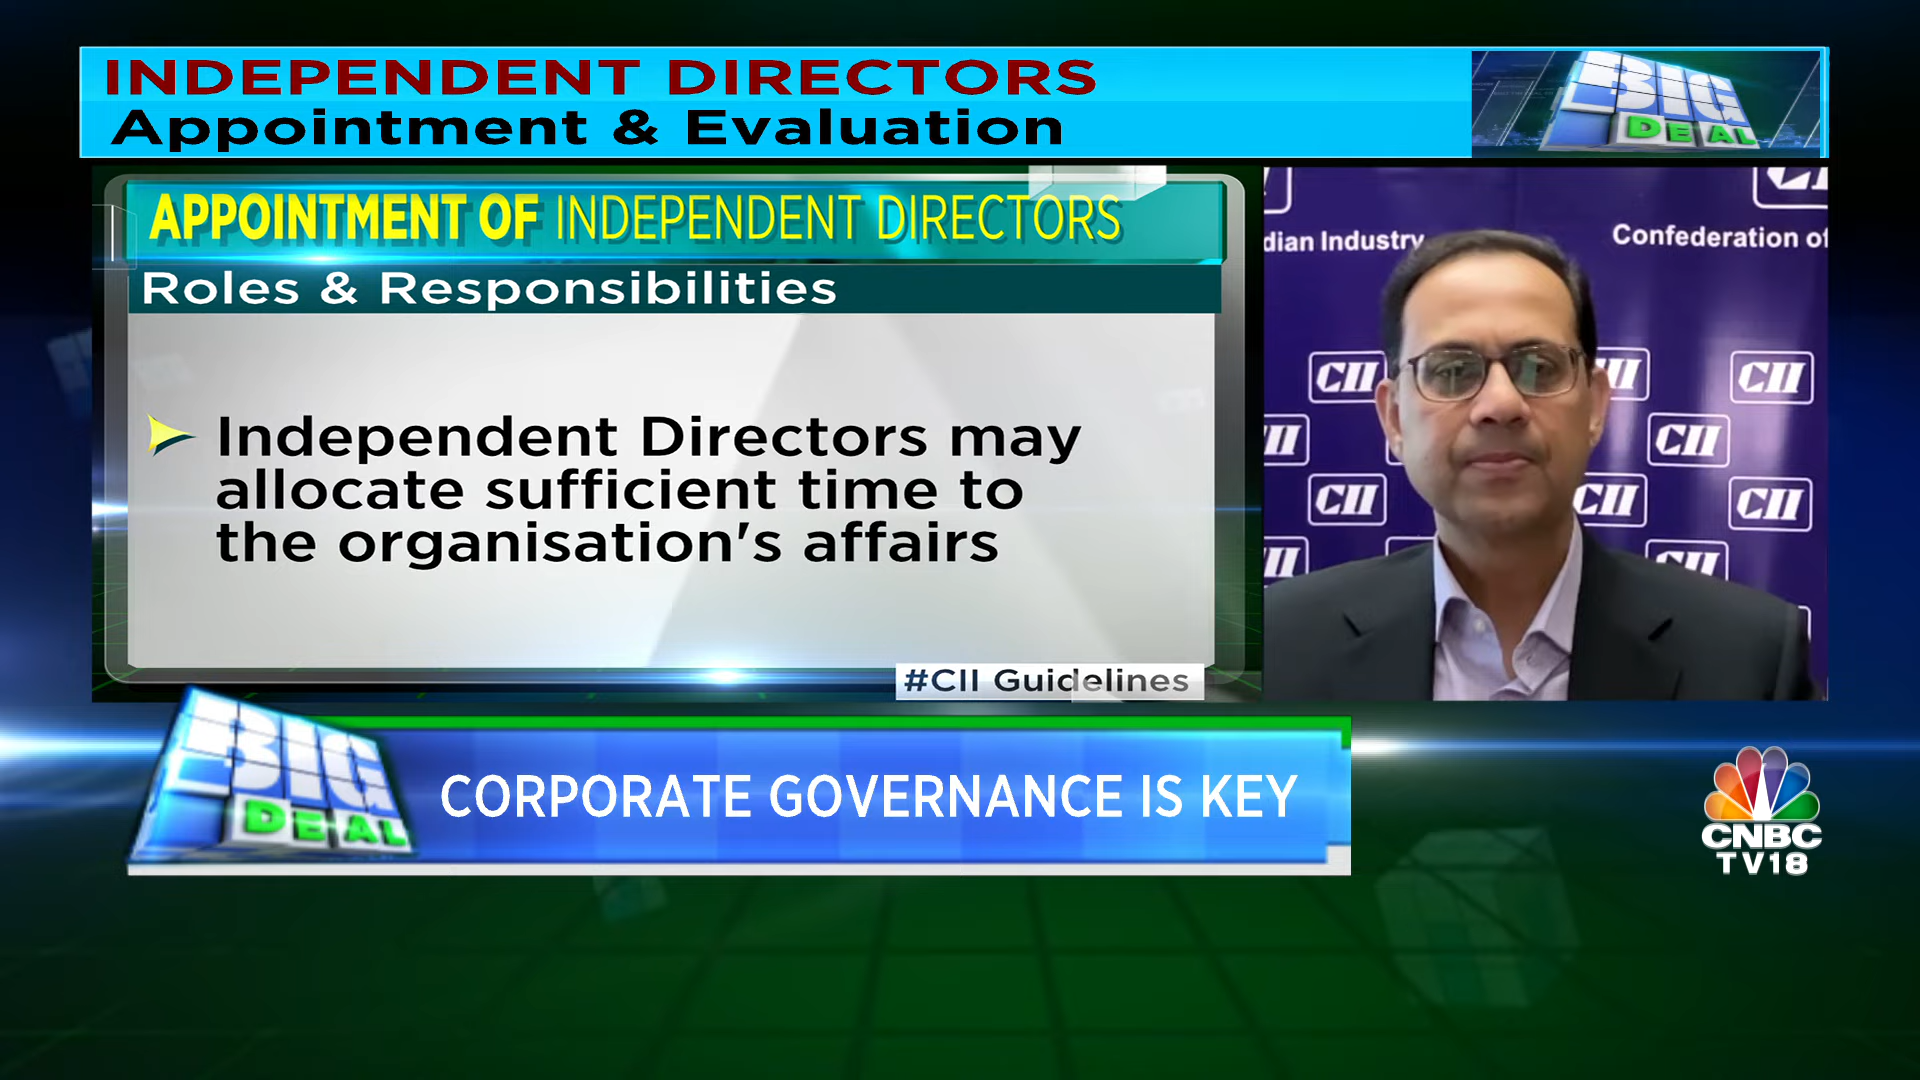 INDEPENDENT DIRECTORS
Appointment & Evaluation
BIG
DEAL
APPOINTMENT OF INDEPENDENT DIRECTORS
Roles & Responsibilities
Independent Directors may
allocate sufficient time to
the organisation's affairs
#CII Guidelines
dian Industry
Confederation of
CII
CII
CII
CII
CII
CII
CII
BIG
DEAL
CORPORATE GOVERNANCE IS KEY
CNBC
TV18